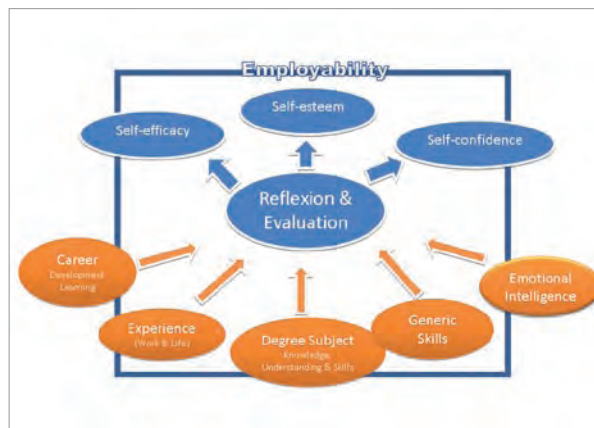 Employability
Self-esteem
Self-efficacy
Self-confidence
Reflexion &
Evaluation
Career
Development
Learning
Emotional
Intelligence
Experience
(Work & Life)
Generic
Skills
Degree Subject
Knowledge,
Understanding & Skills